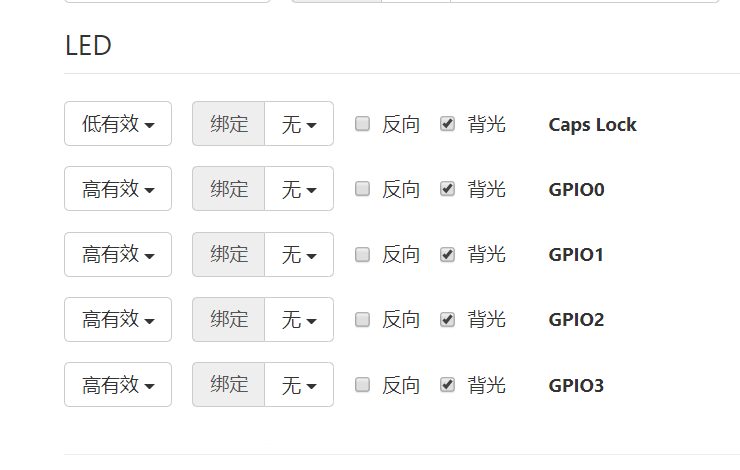 LED
低有效 绑定 无 反向 背光 Caps Lock
高有效 绑定 无 反向 背光 GPIO0
高有效 绑定 无 反向 背光 GPIO1
高有效 绑定 无 反向 背光 GPIO2
高有效 绑定 无 反向 背光 GPIO3